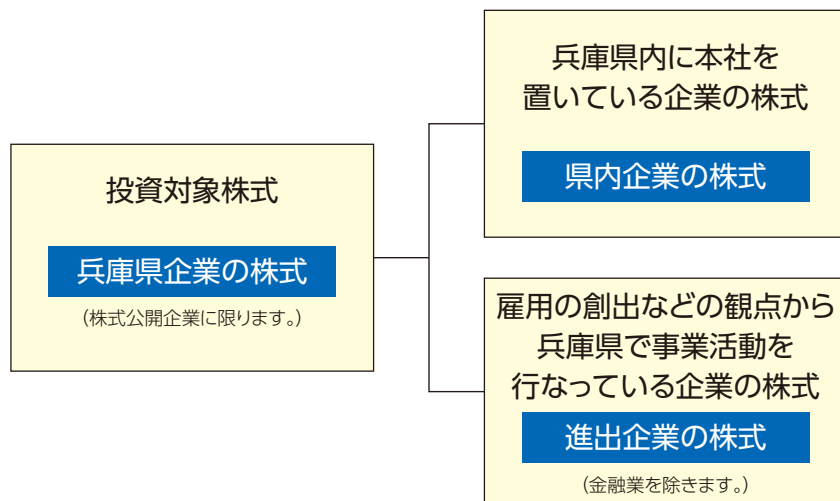 投資対象株式
兵庫県企業の株式
(株式公開企業に限ります。)
兵庫県内に本社を
置いている企業の株式
県内企業の株式
雇用の創出などの観点から
兵庫県で事業活動を
行なっている企業の株式
進出企業の株式
(金融業を除きます。)